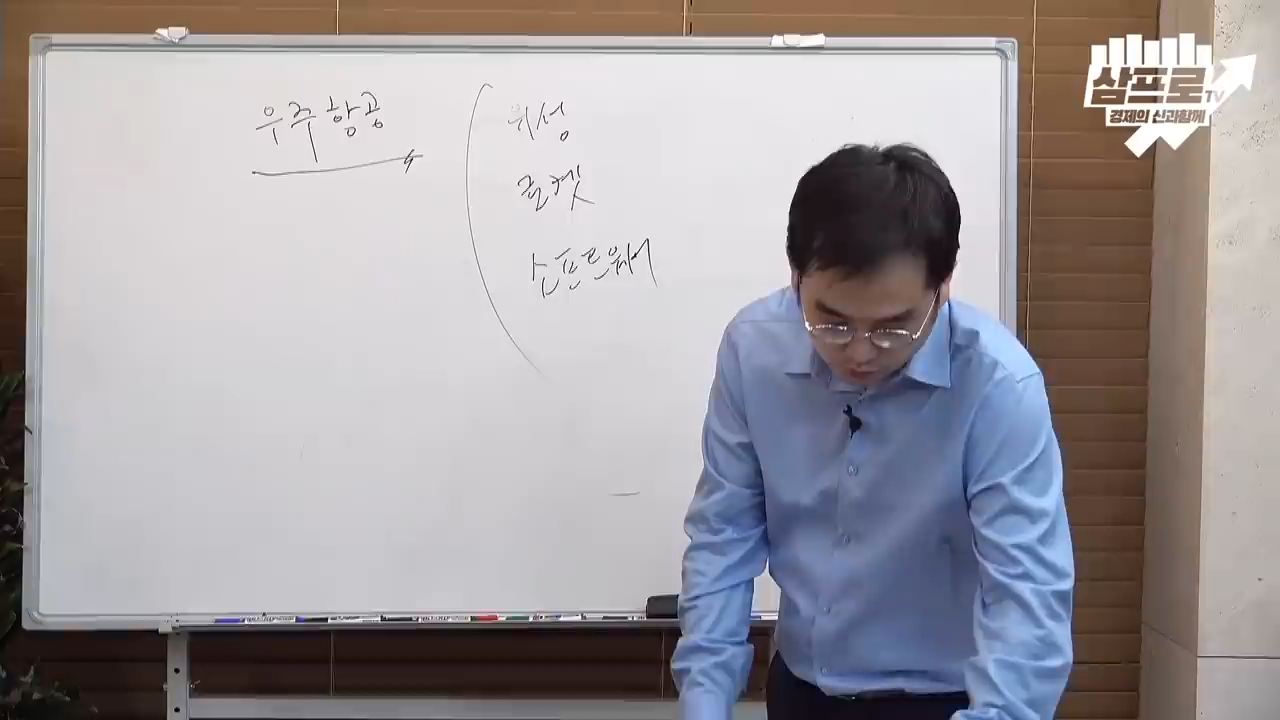 우주항공
위성
로켓
소프트웨어
삼프로TV
경제의 신과함께